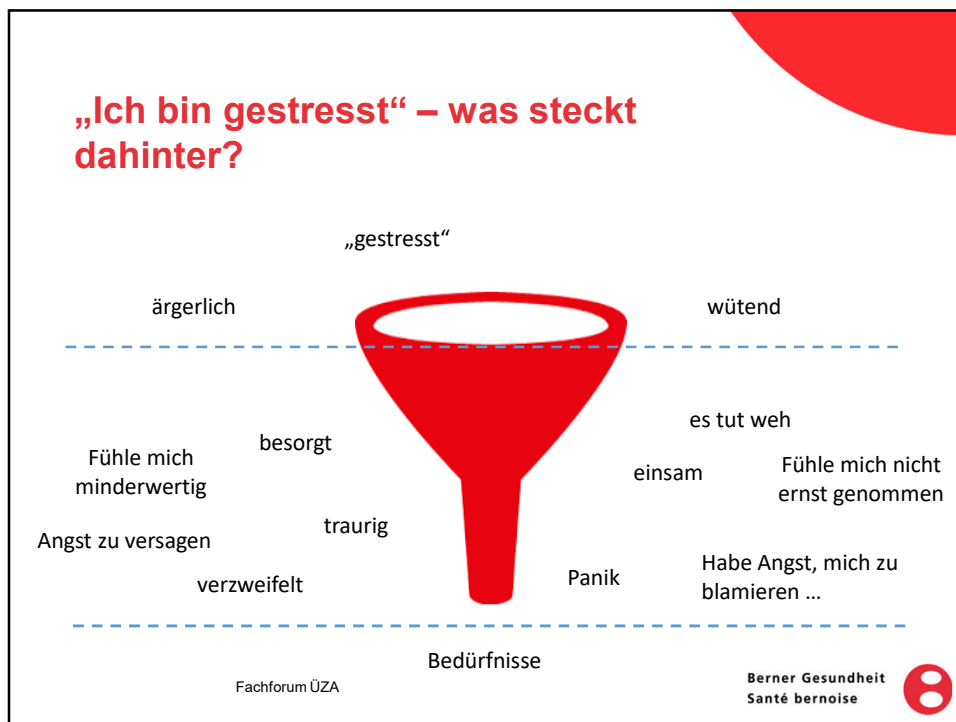 „Ich bin gestresst“ – was steckt
dahinter?
„gestresst“
ärgerlich
wütend
es tut weh
besorgt
Fühle mich
minderwertig
einsam
Fühle mich nicht
ernst genommen
traurig
Angst zu versagen
verzweifelt
Panik
Habe Angst, mich zu
blamieren ...
Bedürfnisse
Fachforum ÜZA
Berner Gesundheit
Santé bernoise